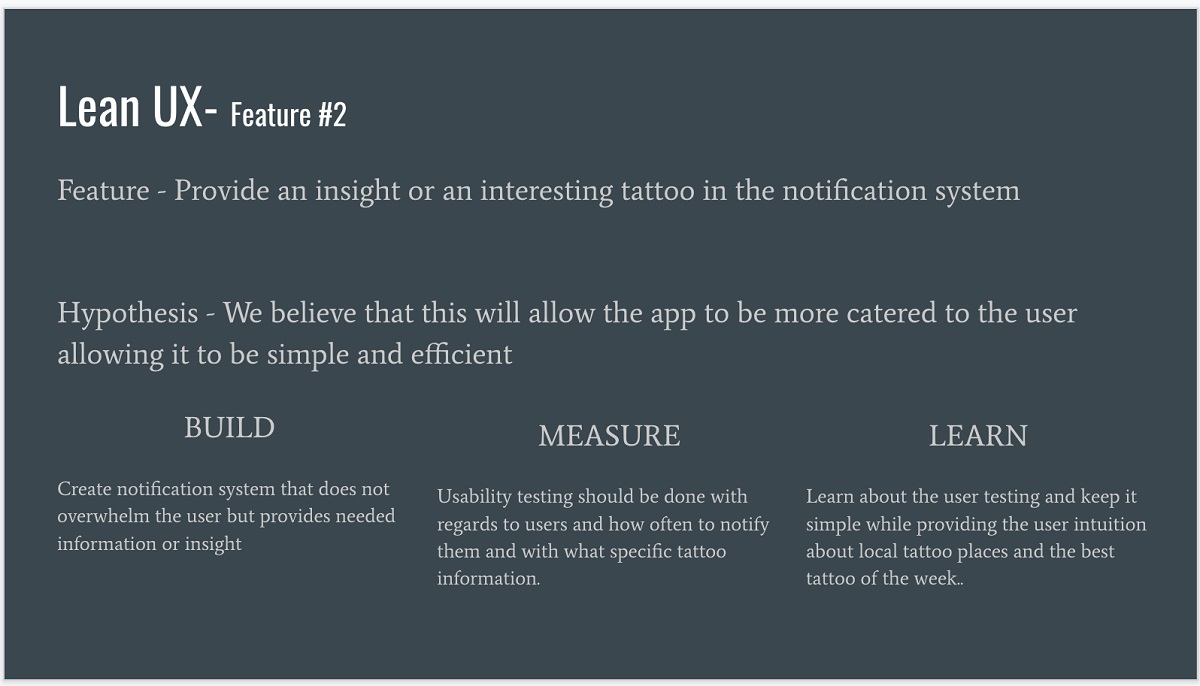 Lean UX- Feature #2
Feature - Provide an insight or an interesting tattoo in the notification system
Hypothesis - We believe that this will allow the app to be more catered to the user
allowing it to be simple and efficient
BUILD
Create notification system that does not
overwhelm the user but provides needed
information or insight
MEASURE
Usability testing should be done with
regards to users and how often to notify
them and with what specific tattoo
information.
LEARN
Learn about the user testing and keep it
simple while providing the user intuition
about local tattoo places and the best
tattoo of the week..